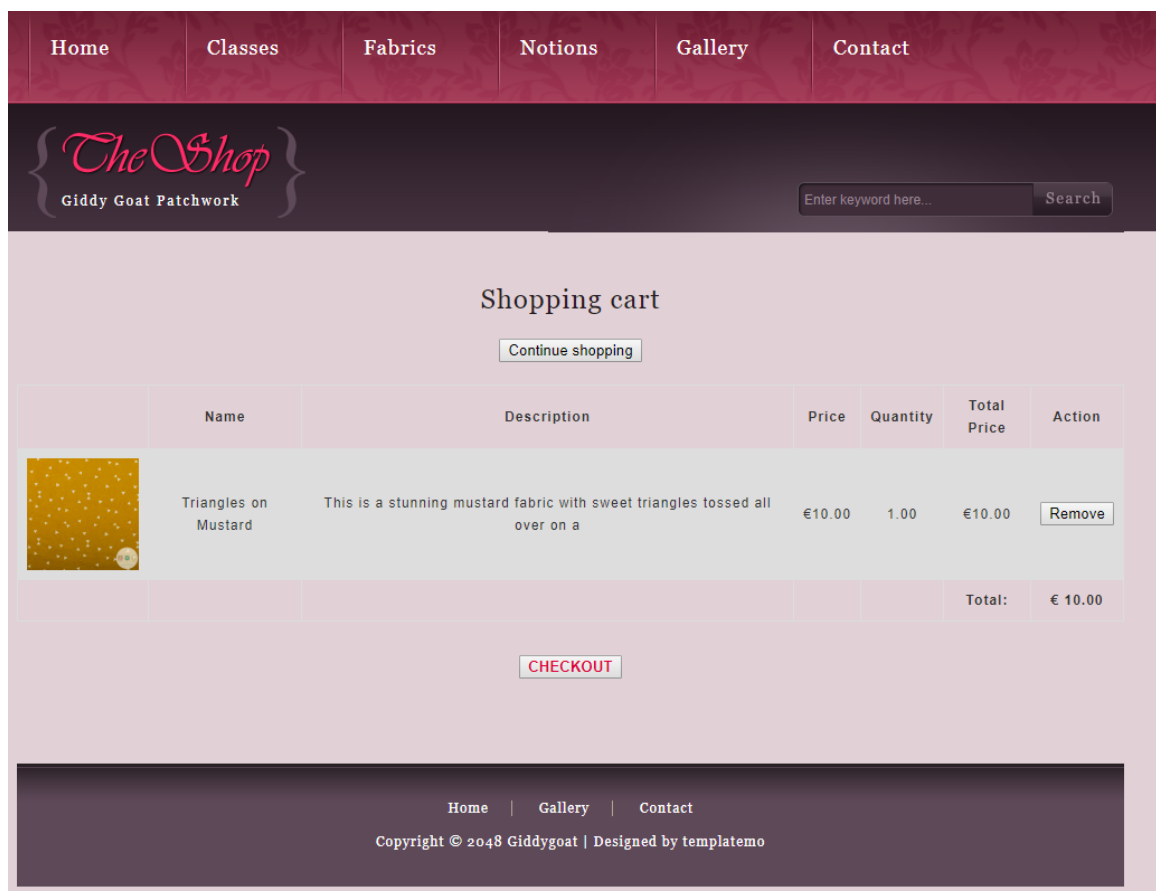 Home Classes Fabrics Notions Gallery Contact
{ The Shop }
Giddy Goat Patchwork
Enter keyword here... Search
Shopping cart
Continue shopping
Name Description Price Quantity Total Price Action
Triangles on Mustard This is a stunning mustard fabric with sweet triangles tossed all over on a €10.00 1.00 €10.00 Remove
Total: € 10.00
CHECKOUT
Home | Gallery | Contact
Copyright © 2048 Giddygoat | Designed by templatemo